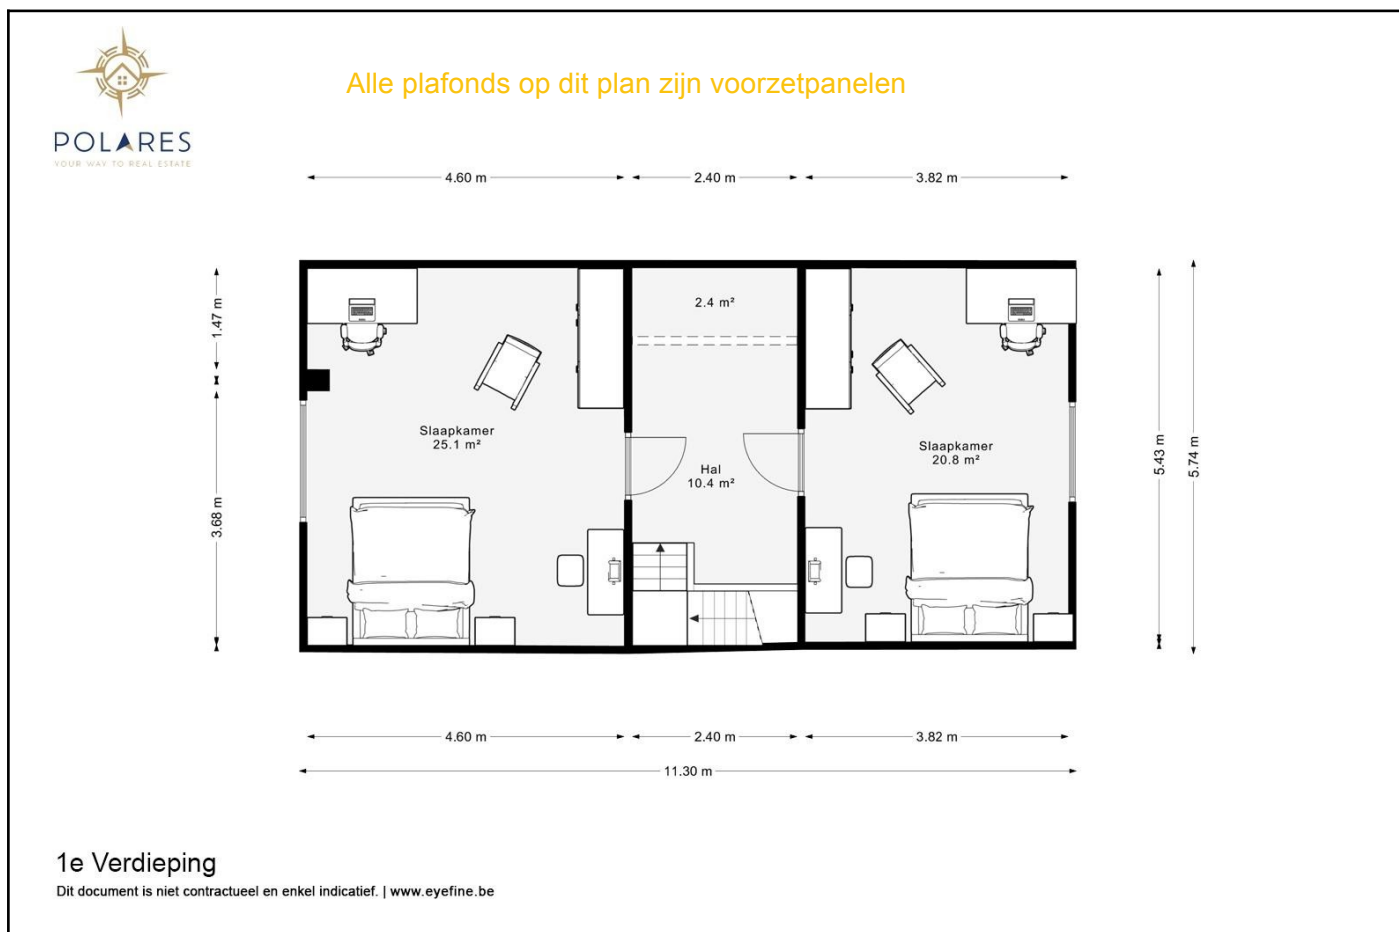 Alle plafonds op dit plan zijn voorzetpanelen
POLARES
YOUR WAY TO REAL ESTATE
4.60 m
2.40 m
3.82 m
1.47 m
3.68 m
2.4 m²
Slaapkamer
25.1 m²
Hal
10.4 m²
Slaapkamer
20.8 m²
5.43 m
5.74 m
4.60 m
2.40 m
3.82 m
11.30 m
1e Verdieping
Dit document is niet contractueel en enkel indicatief. | www.eyefine.be